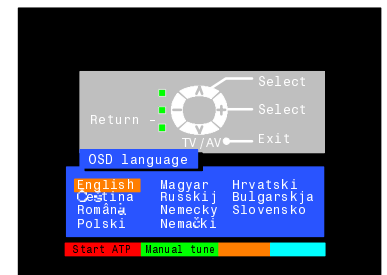 Select
Select
Return -
TV/AV
Exit
OSD language
English Magyar Hrvatski
Čeština Russkij Bulgarskja
Română Nemecky Slovensko
Polski Nemački
Start ATP Manual tune